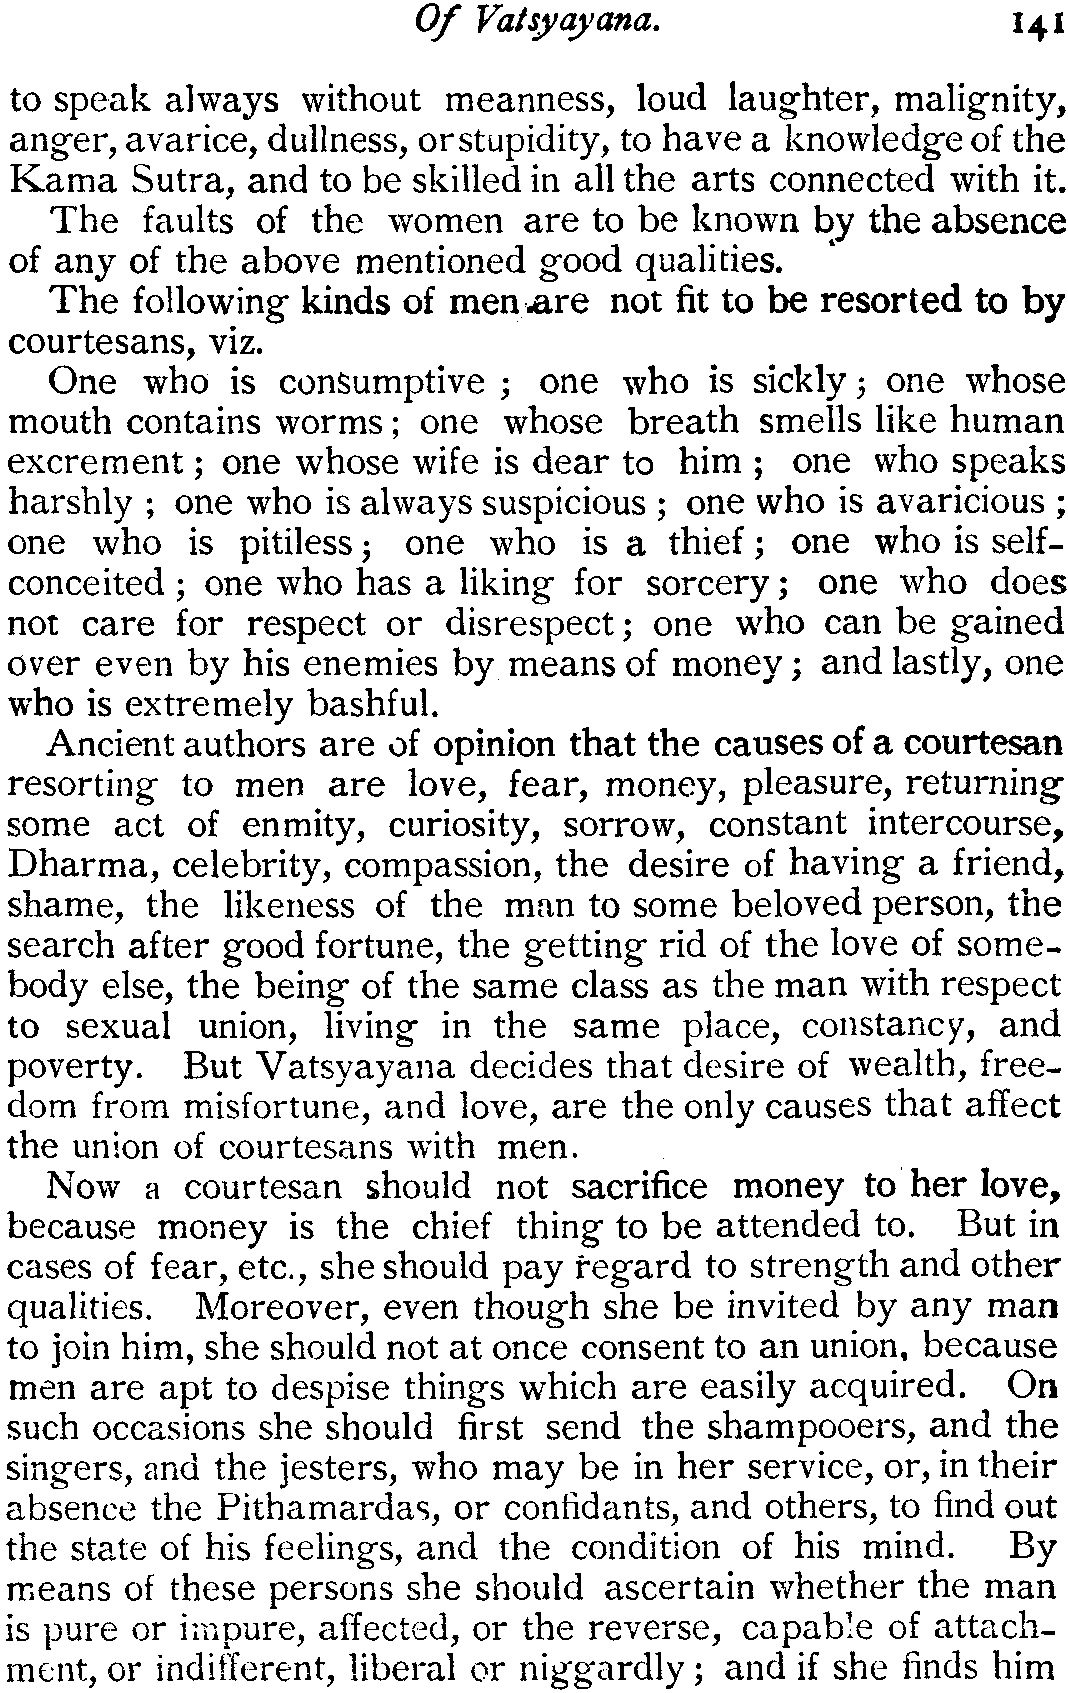 Of Vatsyayana. 141
to speak always without meanness, loud laughter, malignity,
anger, avarice, dullness, or stupidity, to have a knowledge of the
Kama Sutra, and to be skilled in all the arts connected with it.
The faults of the women are to be known by the absence
of any of the above mentioned good qualities.
The following kinds of men are not fit to be resorted to by
courtesans, viz.
One who is consumptive ; one who is sickly ; one whose
mouth contains worms ; one whose breath smells like human
excrement ; one whose wife is dear to him ; one who speaks
harshly ; one who is always suspicious ; one who is avaricious ;
one who is pitiless ; one who is a thief ; one who is self-
conceited ; one who has a liking for sorcery ; one who does
not care for respect or disrespect ; one who can be gained
over even by his enemies by means of money ; and lastly, one
who is extremely bashful.
Ancient authors are of opinion that the causes of a courtesan
resorting to men are love, fear, money, pleasure, returning
some act of enmity, curiosity, sorrow, constant intercourse,
Dharma, celebrity, compassion, the desire of having a friend,
shame, the likeness of the man to some beloved person, the
search after good fortune, the getting rid of the love of some-
body else, the being of the same class as the man with respect
to sexual union, living in the same place, constancy, and
poverty. But Vatsyayana decides that desire of wealth, free-
dom from misfortune, and love, are the only causes that affect
the union of courtesans with men.
Now a courtesan should not sacrifice money to her love,
because money is the chief thing to be attended to. But in
cases of fear, etc., she should pay regard to strength and other
qualities. Moreover, even though she be invited by any man
to join him, she should not at once consent to an union, because
men are apt to despise things which are easily acquired. On
such occasions she should first send the shampooers, and the
singers, and the jesters, who may be in her service, or, in their
absence the Pithamardas, or confidants, and others, to find out
the state of his feelings, and the condition of his mind. By
means of these persons she should ascertain whether the man
is pure or impure, affected, or the reverse, capable of attach-
ment, or indifferent, liberal or niggardly ; and if she finds him